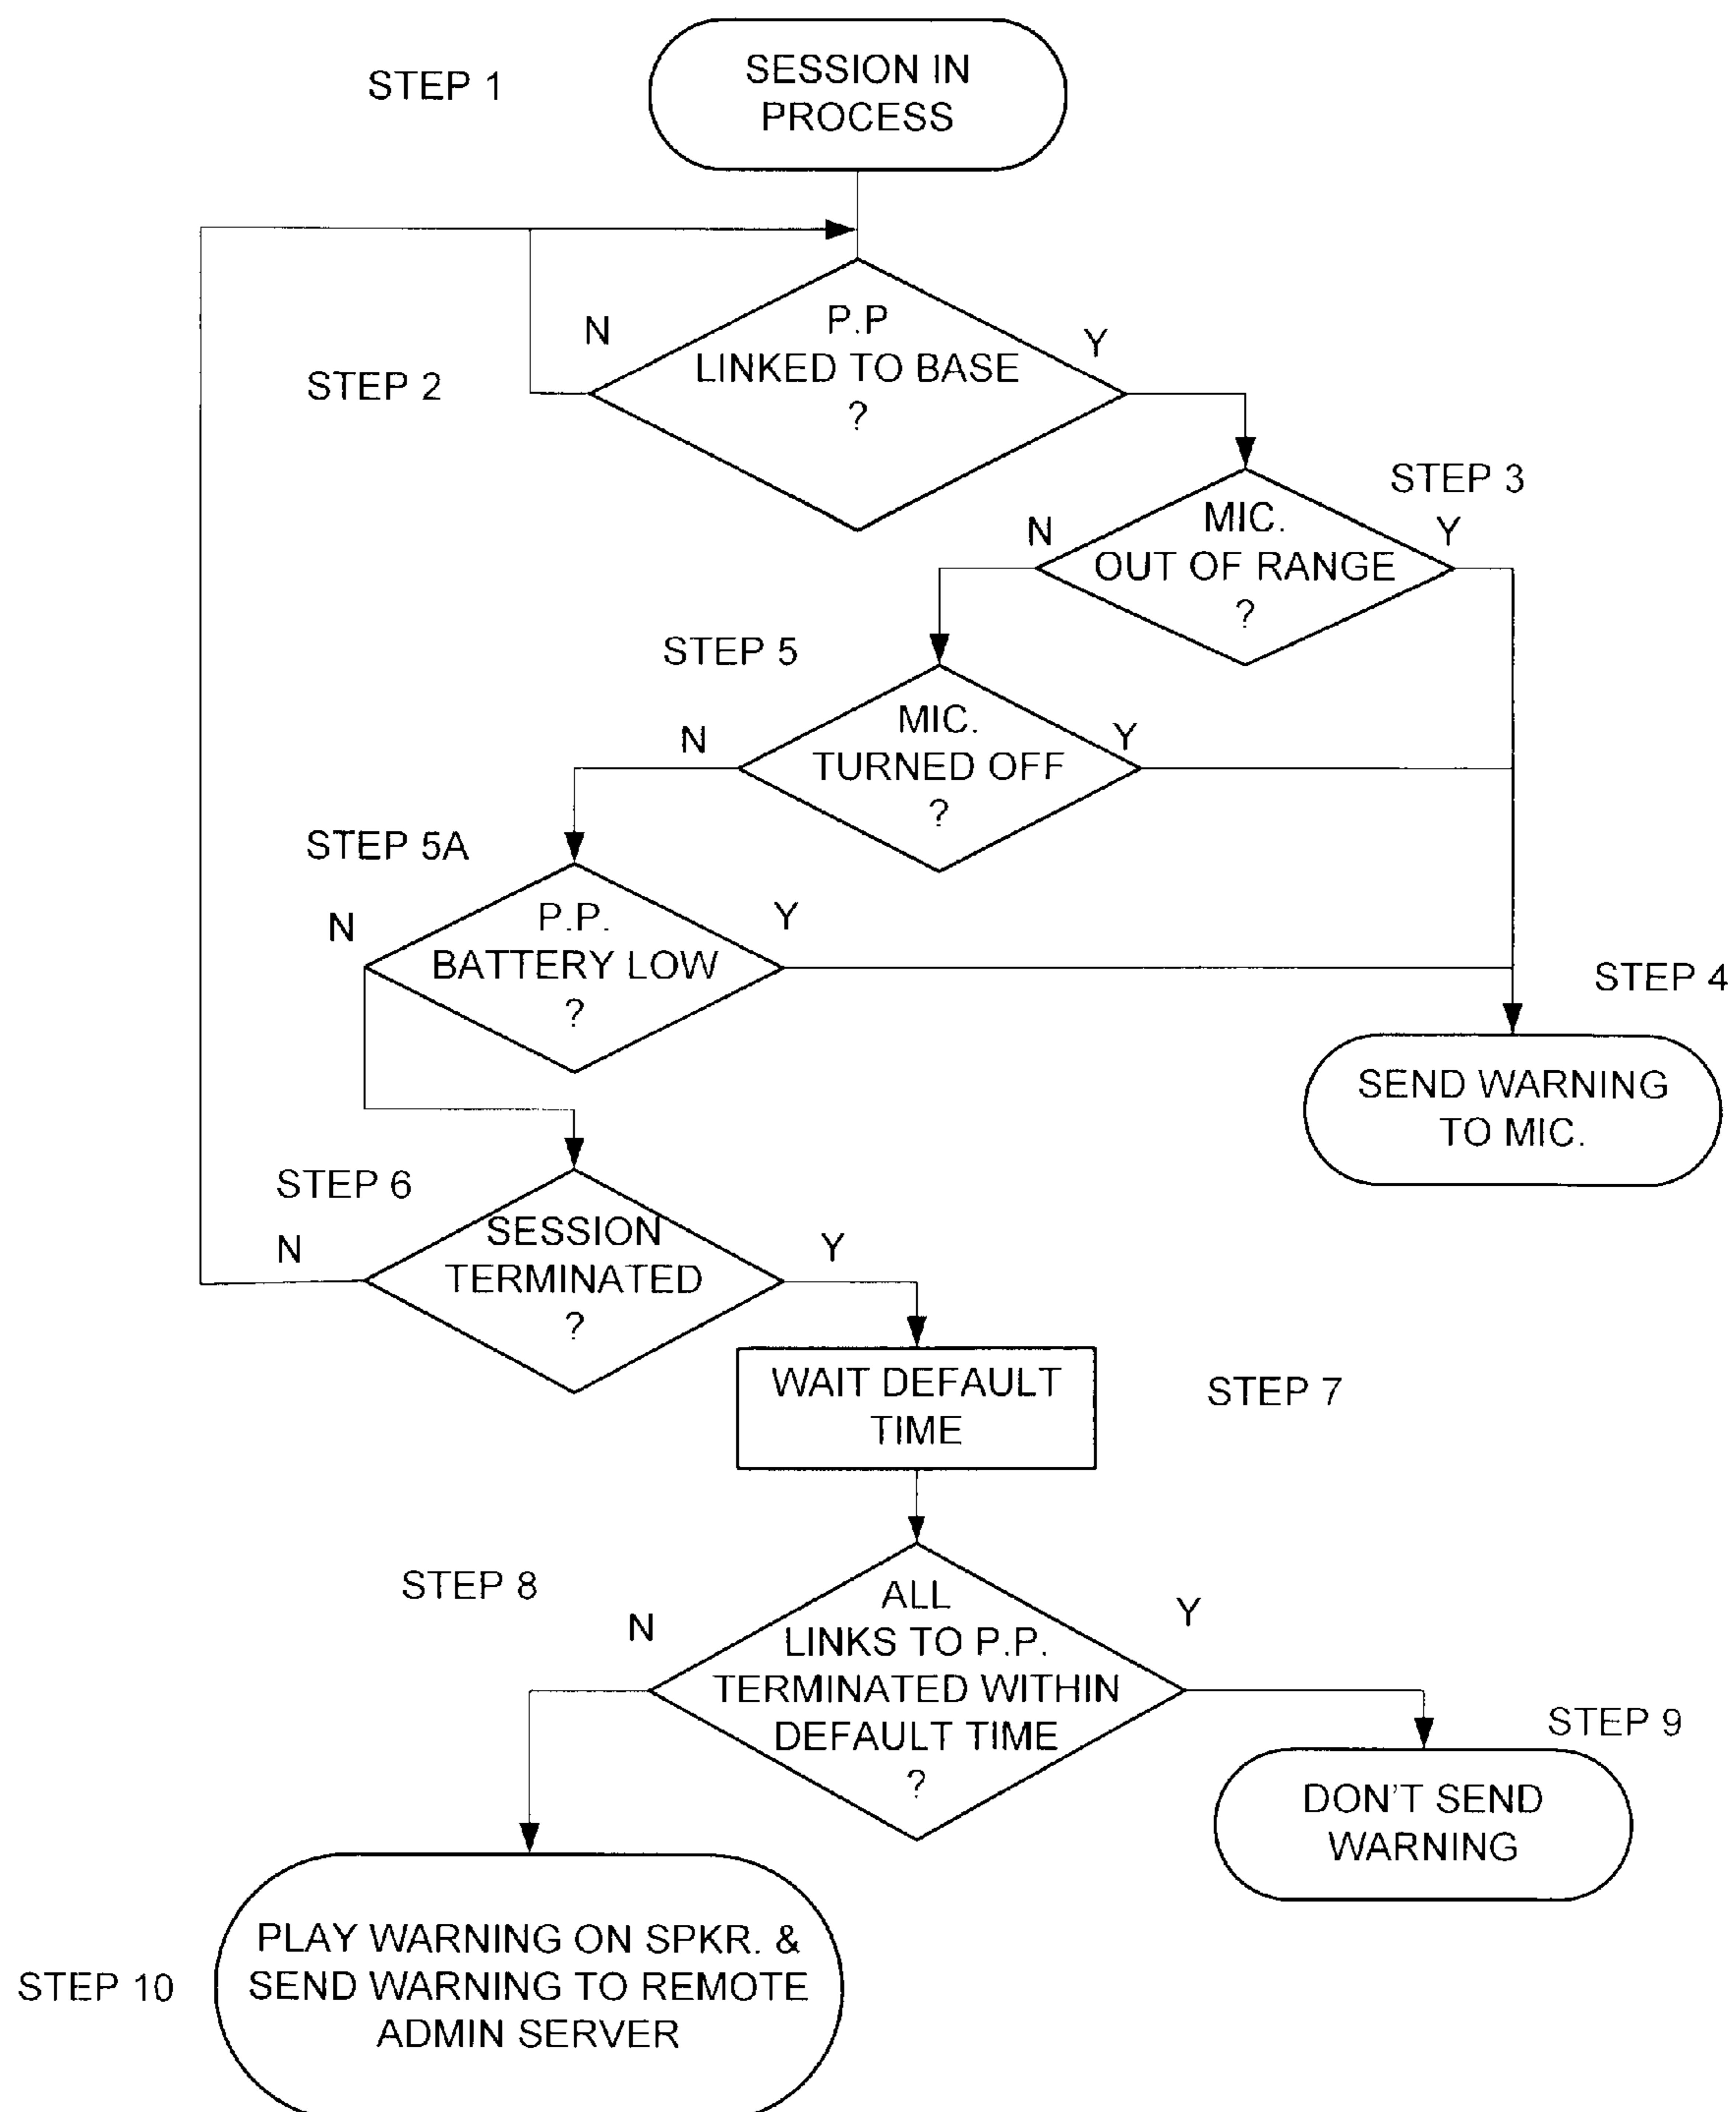 STEP 1
SESSION IN
PROCESS
N
P.P
LINKED TO BASE
?
Y
STEP 2
STEP 3
N
MIC.
OUT OF RANGE
?
Y
STEP 5
N
MIC.
TURNED OFF
?
Y
STEP 5A
N
P.P.
BATTERY LOW
?
Y
STEP 4
SEND WARNING
TO MIC.
STEP 6
N
SESSION
TERMINATED
?
Y
WAIT DEFAULT
TIME
STEP 7
STEP 8
N
ALL
LINKS TO P.P.
TERMINATED WITHIN
DEFAULT TIME
?
Y
STEP 9
DON'T SEND
WARNING
STEP 10
PLAY WARNING ON SPKR. &
SEND WARNING TO REMOTE
ADMIN SERVER